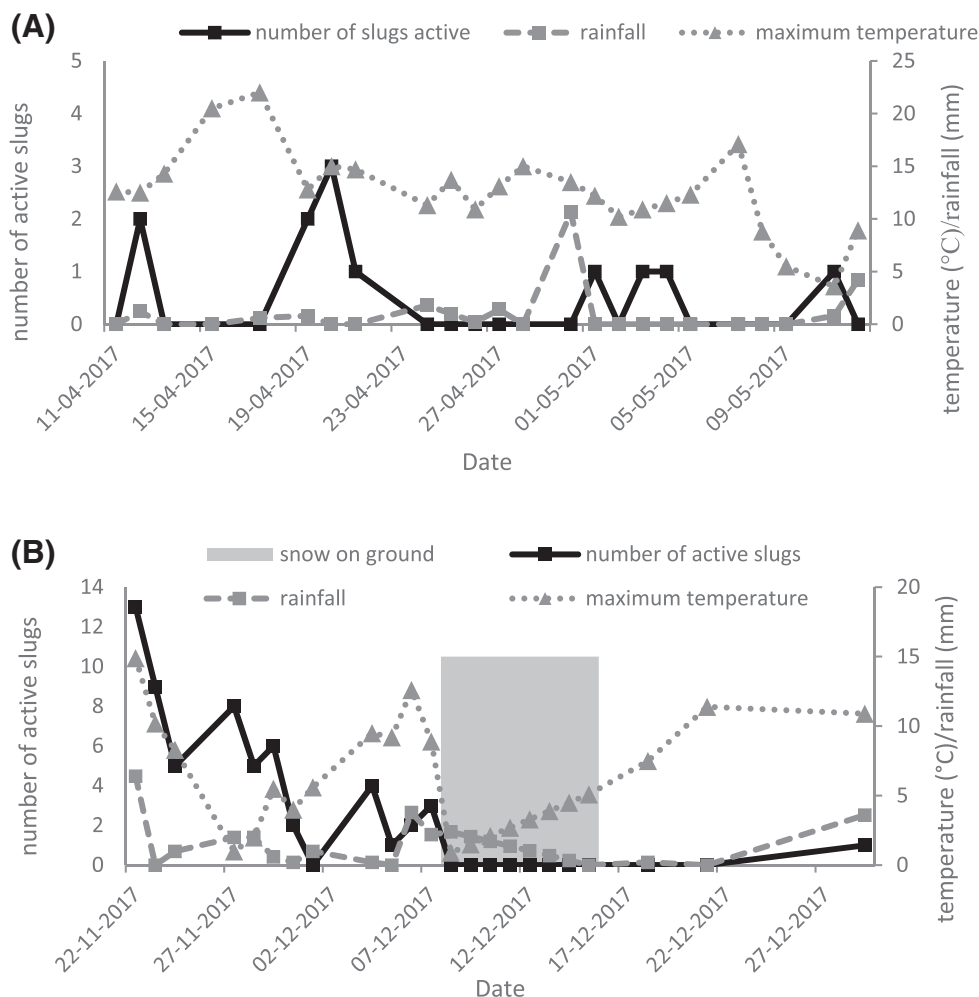 (A)
number of slugs active rainfall maximum temperature
5 25
4 20
3 15
2 10
1 5
0 0
number of active slugs
temperature (°C)/rainfall (mm)
11-04-2017 15-04-2017 19-04-2017 23-04-2017 27-04-2017 01-05-2017 05-05-2017 09-05-2017
Date
(B)
snow on ground number of active slugs
rainfall maximum temperature
14 20
12
10 15
8 10
6
4 5
2
0 0
number of active slugs
temperature (°C)/rainfall (mm)
22-11-2017 27-11-2017 02-12-2017 07-12-2017 12-12-2017 17-12-2017 22-12-2017 27-12-2017
Date